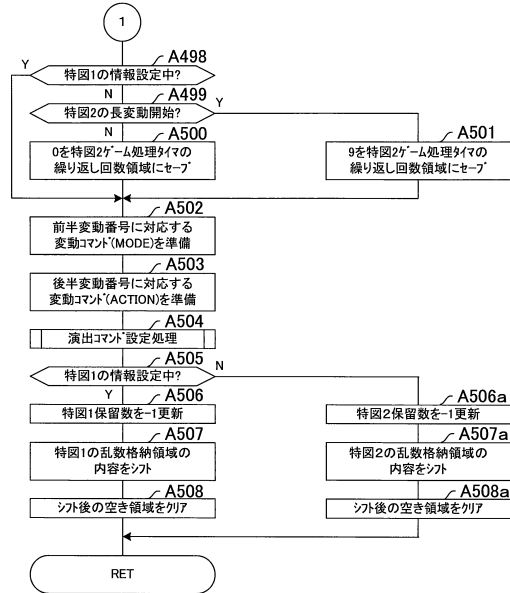 1
A498
Y
特図1の情報設定中?
N
A499
特図2の長変動開始?
Y
N
A500
A501
0を特図2ゲーム処理タイマの
繰り返し回数領域にセーブ
9を特図2ゲーム処理タイマの
繰り返し回数領域にセーブ
A502
前半変動番号に対応する
変動コマンド(MODE)を準備
A503
後半変動番号に対応する
変動コマンド(ACTION)を準備
A504
演出コマンド設定処理
A505
特図1の情報設定中?
N
Y
A506
A506a
特図1保留数を-1更新
特図2保留数を-1更新
A507
A507a
特図1の乱数格納領域の
内容をシフト
特図2の乱数格納領域の
内容をシフト
A508
A508a
シフト後の空き領域をクリア
シフト後の空き領域をクリア
RET